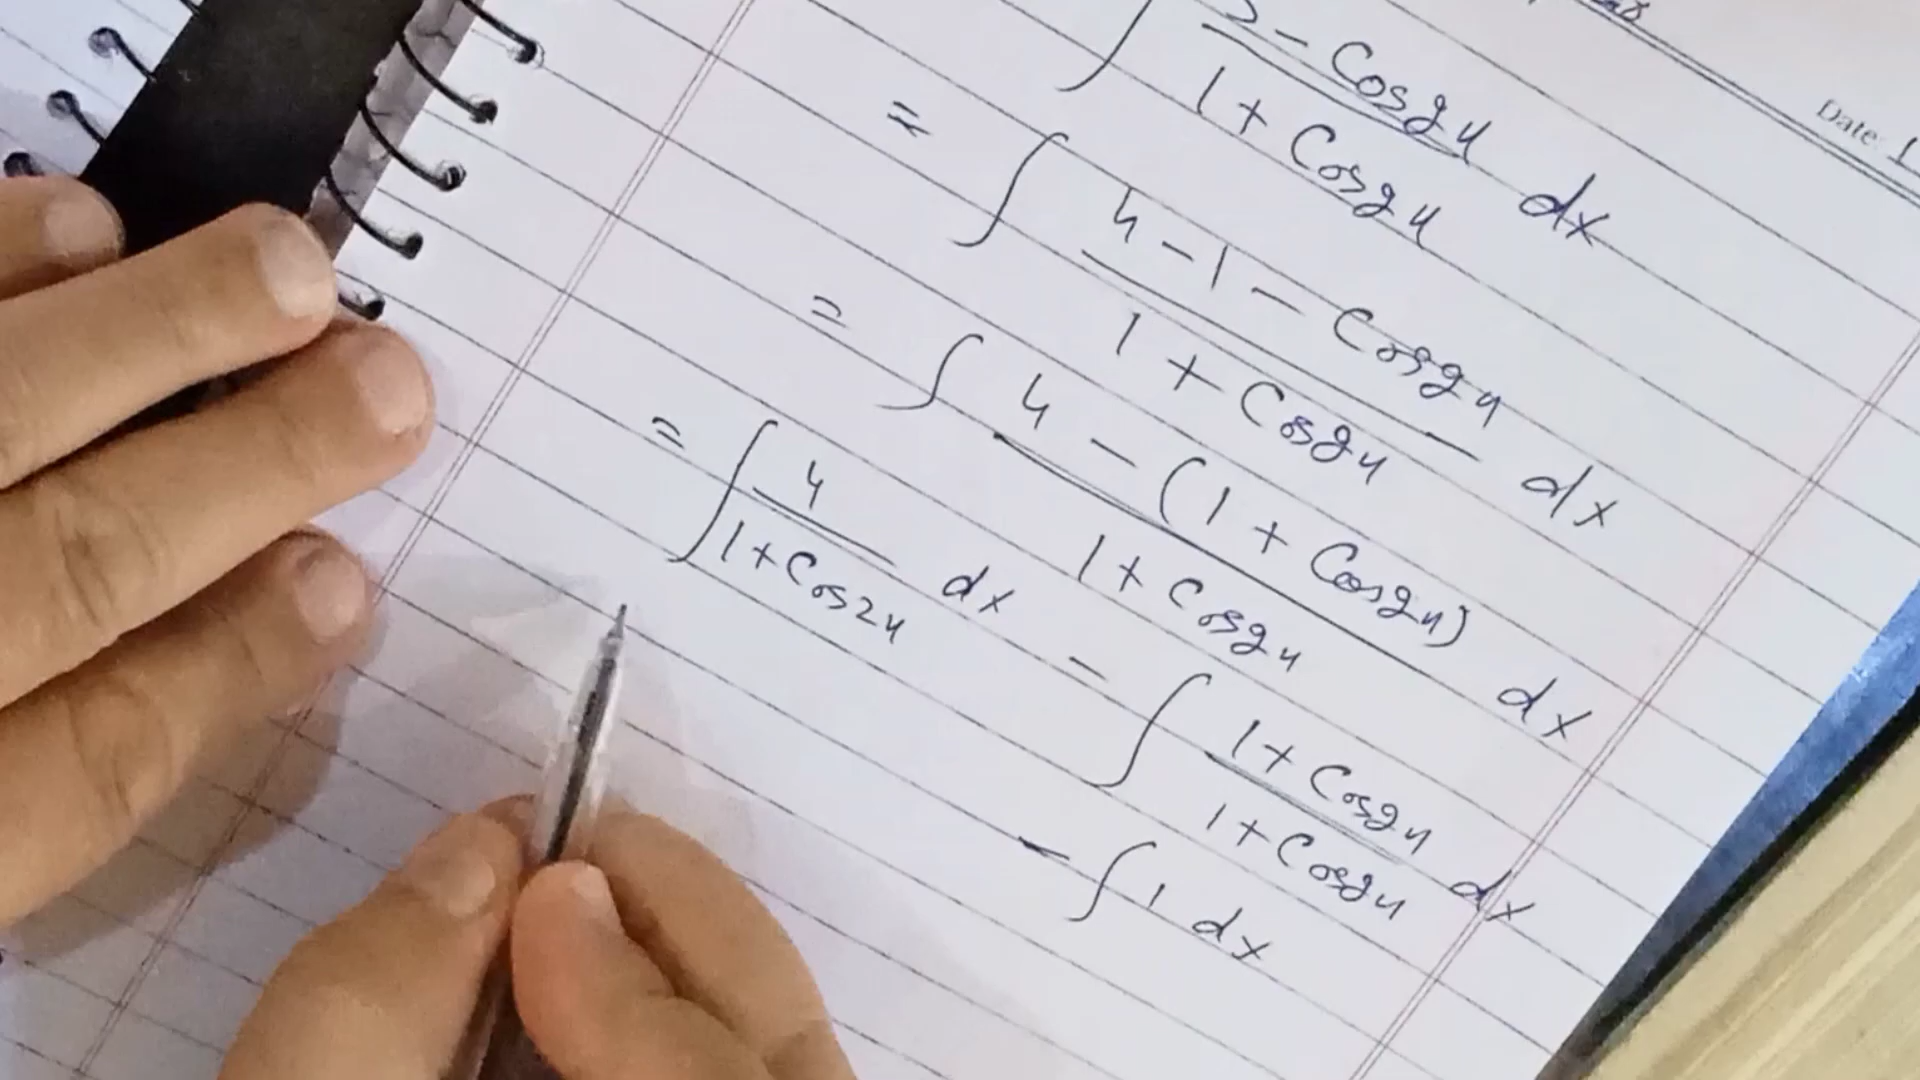 Date: 1
∫ 3 - Cos2x / 1 + Cos2x dx
= ∫ 4 - 1 - Cos2x / 1 + Cos2x dx
= ∫ 4 - (1 + Cos2x) / 1 + Cos2x dx
= ∫ 4 / 1 + Cos2x dx - ∫ 1 + Cos2x / 1 + Cos2x dx
- ∫ 1 dx